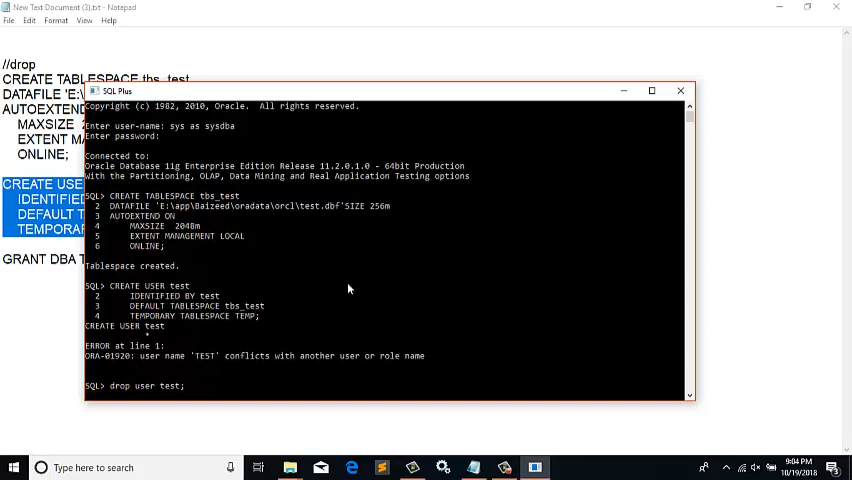 New Text Document (3).txt - Notepad
File Edit Format View Help
//drop
CREATE TABLESPACE tbs_test
DATAFILE 'E:\
AUTOEXTEND
MAXSIZE 2
EXTENT MA
ONLINE;
CREATE USE
IDENTIFIED
DEFAULT T
TEMPORAR
GRANT DBA T
SQL Plus
Copyright (c) 1982, 2010, Oracle. All rights reserved.
Enter user-name: sys as sysdba
Enter password:
Connected to:
Oracle Database 11g Enterprise Edition Release 11.2.0.1.0 - 64bit Production
With the Partitioning, OLAP, Data Mining and Real Application Testing options
SQL> CREATE TABLESPACE tbs_test
2 DATAFILE 'E:\app\Baizeed\oradata\orcl\test.dbf'SIZE 256m
3 AUTOEXTEND ON
4 MAXSIZE 2048m
5 EXTENT MANAGEMENT LOCAL
6 ONLINE;
Tablespace created.
SQL> CREATE USER test
2 IDENTIFIED BY test
3 DEFAULT TABLESPACE tbs_test
4 TEMPORARY TABLESPACE TEMP;
CREATE USER test
*
ERROR at line 1:
ORA-01920: user name 'TEST' conflicts with another user or role name
SQL> drop user test;
Type here to search
9:04 PM
10/19/2018
3